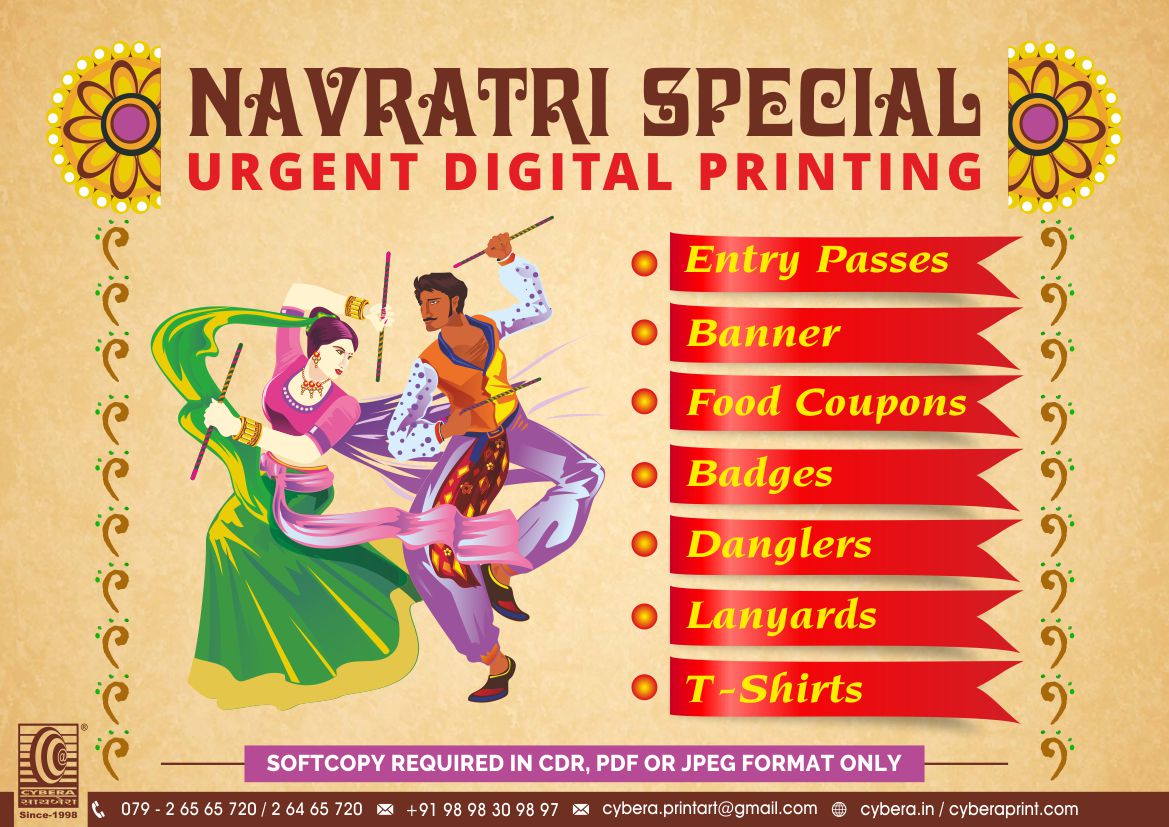 NAVRATRI SPECIAL
URGENT DIGITAL PRINTING
Entry Passes
Banner
Food Coupons
Badges
Danglers
Lanyards
T-Shirts
SOFTCOPY REQUIRED IN CDR, PDF OR JPEG FORMAT ONLY
®
CYBERA
સાયબેરા
Since-1998
079 - 2 65 65 720 / 2 64 65 720 +91 98 98 30 98 97 cybera.printart@gmail.com cybera.in / cyberaprint.com